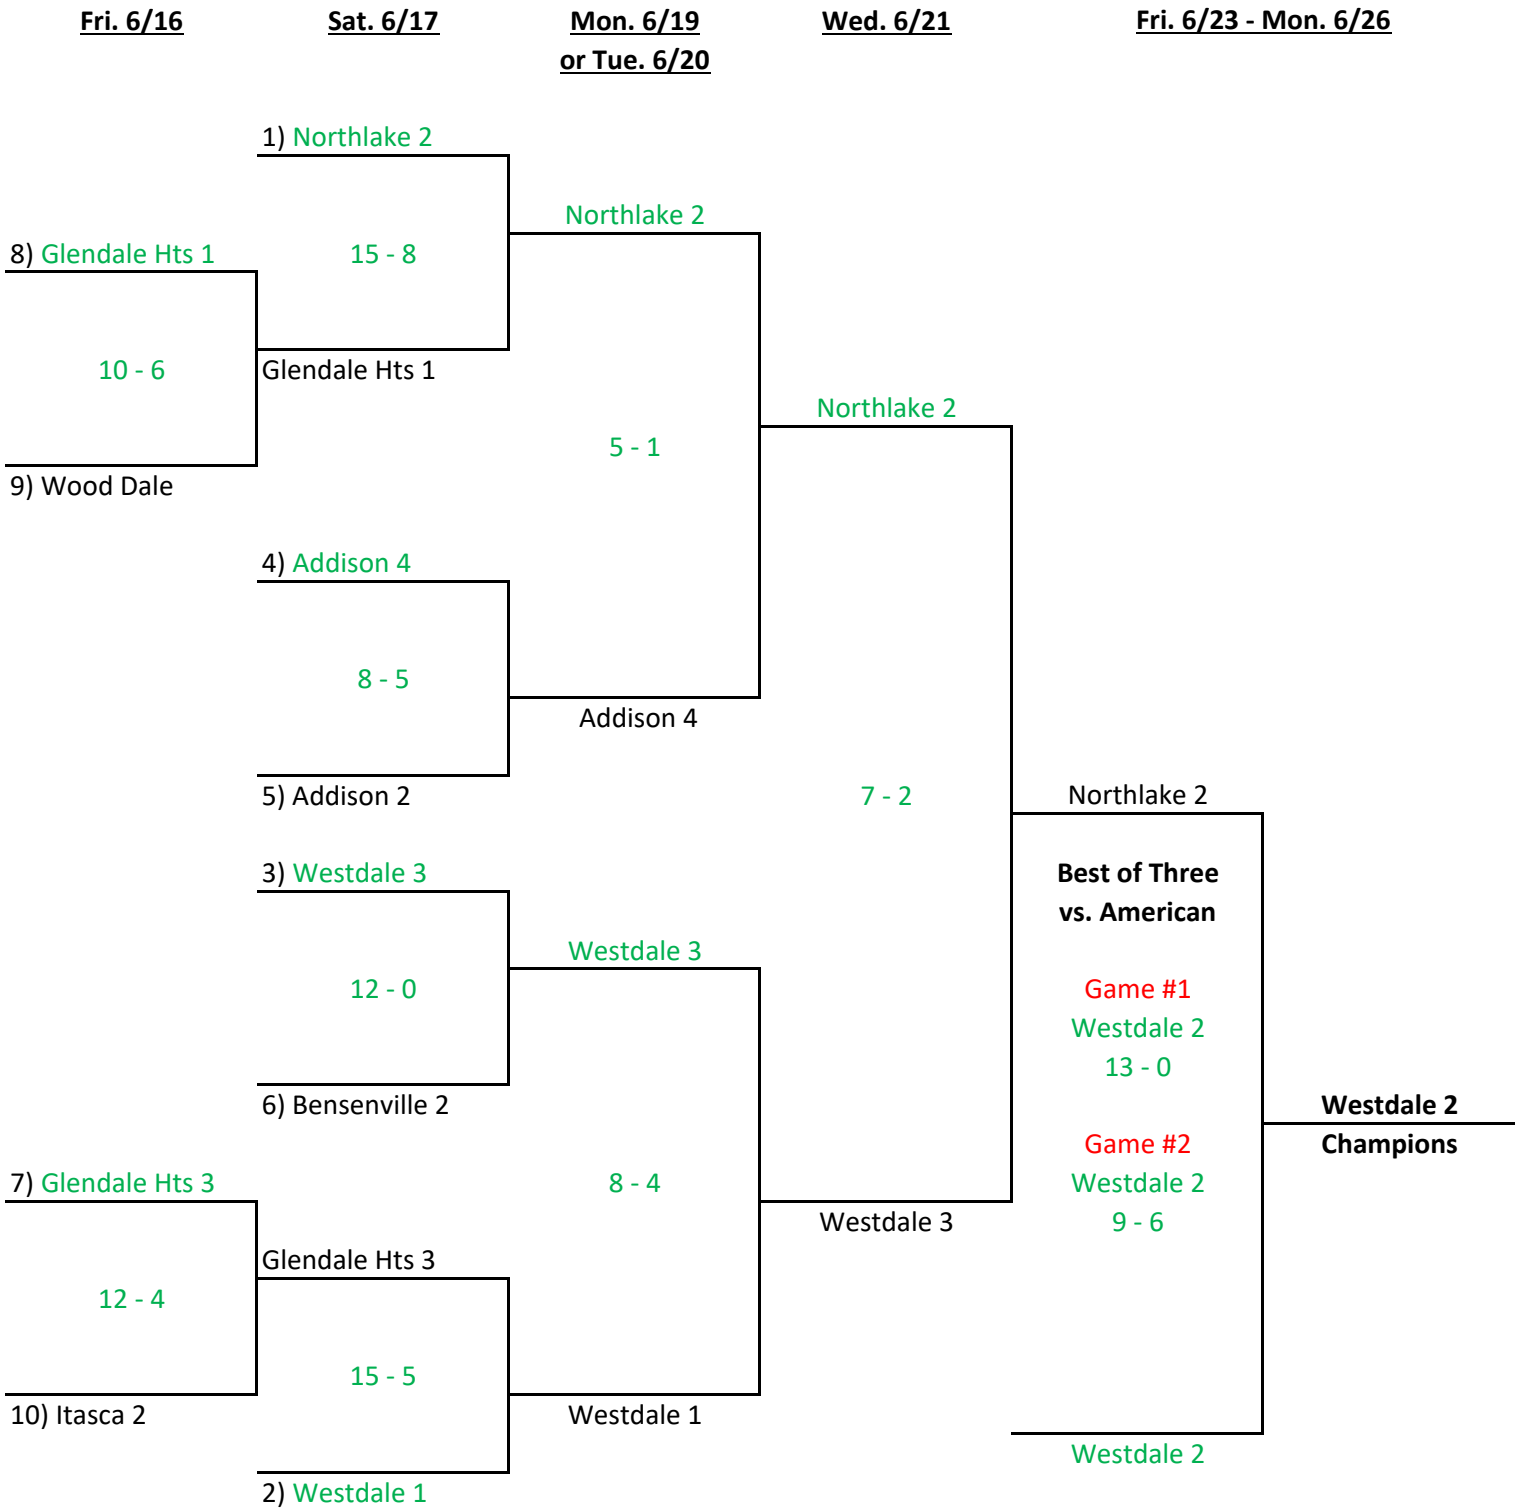 Fri. 6/16
Sat. 6/17
Mon. 6/19
or Tue. 6/20
Wed. 6/21
Fri. 6/23 - Mon. 6/26
1) Northlake 2
Northlake 2
8) Glendale Hts 1
15 - 8
10 - 6
Glendale Hts 1
Northlake 2
5 - 1
9) Wood Dale
4) Addison 4
8 - 5
Addison 4
5) Addison 2
7 - 2
Northlake 2
3) Westdale 3
Best of Three
vs. American
Westdale 3
12 - 0
Game #1
Westdale 2
13 - 0
6) Bensenville 2
Westdale 2
Champions
Game #2
7) Glendale Hts 3
8 - 4
Westdale 2
Westdale 3
9 - 6
Glendale Hts 3
12 - 4
15 - 5
10) Itasca 2
Westdale 1
Westdale 2
2) Westdale 1